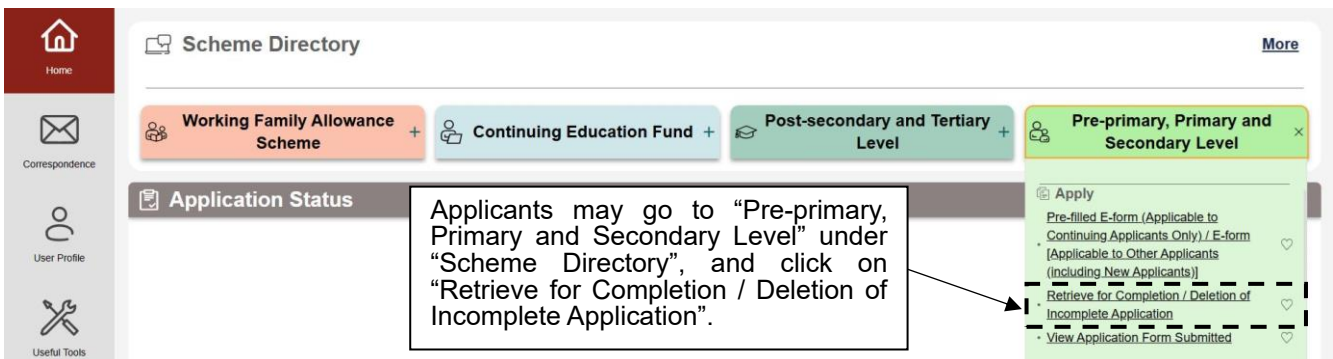 Home
Correspondence
User Profile
Useful Tools
Scheme Directory
More
Working Family Allowance
Scheme
+
Continuing Education Fund +
Post-secondary and Tertiary
Level
+
Pre-primary, Primary and
Secondary Level
×
Application Status
Applicants may go to “Pre-primary,
Primary and Secondary Level” under
“Scheme Directory”, and click on
“Retrieve for Completion / Deletion of
Incomplete Application”.
Apply
Pre-filled E-form (Applicable to
Continuing Applicants Only) / E-form
[Applicable to Other Applicants
(including New Applicants)]
Retrieve for Completion / Deletion of
Incomplete Application
View Application Form Submitted